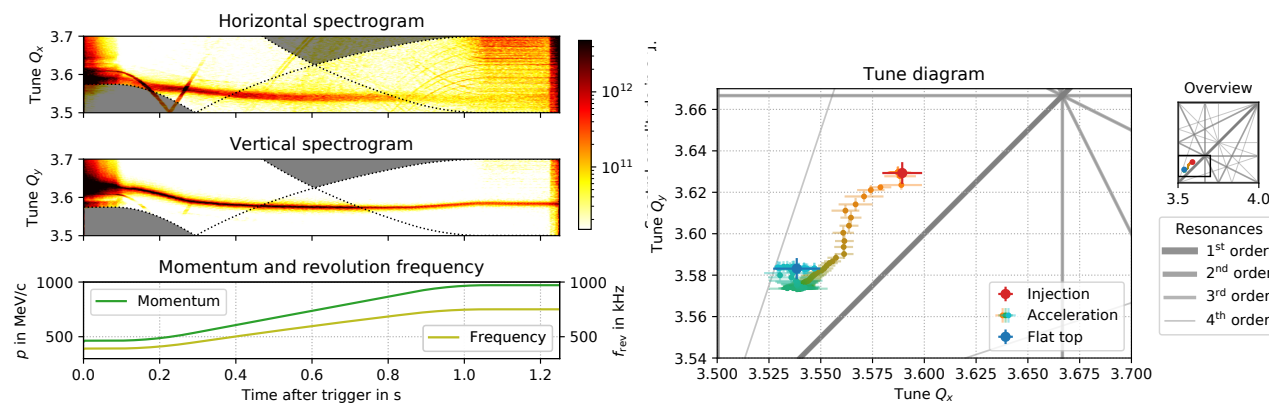 Horizontal spectrogram
3.7
3.6
3.5
Tune Qx
10¹²
10¹¹
Vertical spectrogram
3.7
3.6
3.5
Tune Qy
Momentum and revolution frequency
1000
500
p in MeV/c
Momentum
Frequency
1000
500
f_rev in kHz
0.0 0.2 0.4 0.6 0.8 1.0 1.2
Time after trigger in s
Tune diagram
3.66
3.64
3.62
3.60
3.58
3.56
3.54
Tune Qy
Injection
Acceleration
Flat top
3.500 3.525 3.550 3.575 3.600 3.625 3.650 3.675 3.700
Tune Qx
Overview
3.5 4.0
Resonances
1st order
2nd order
3rd order
4th order